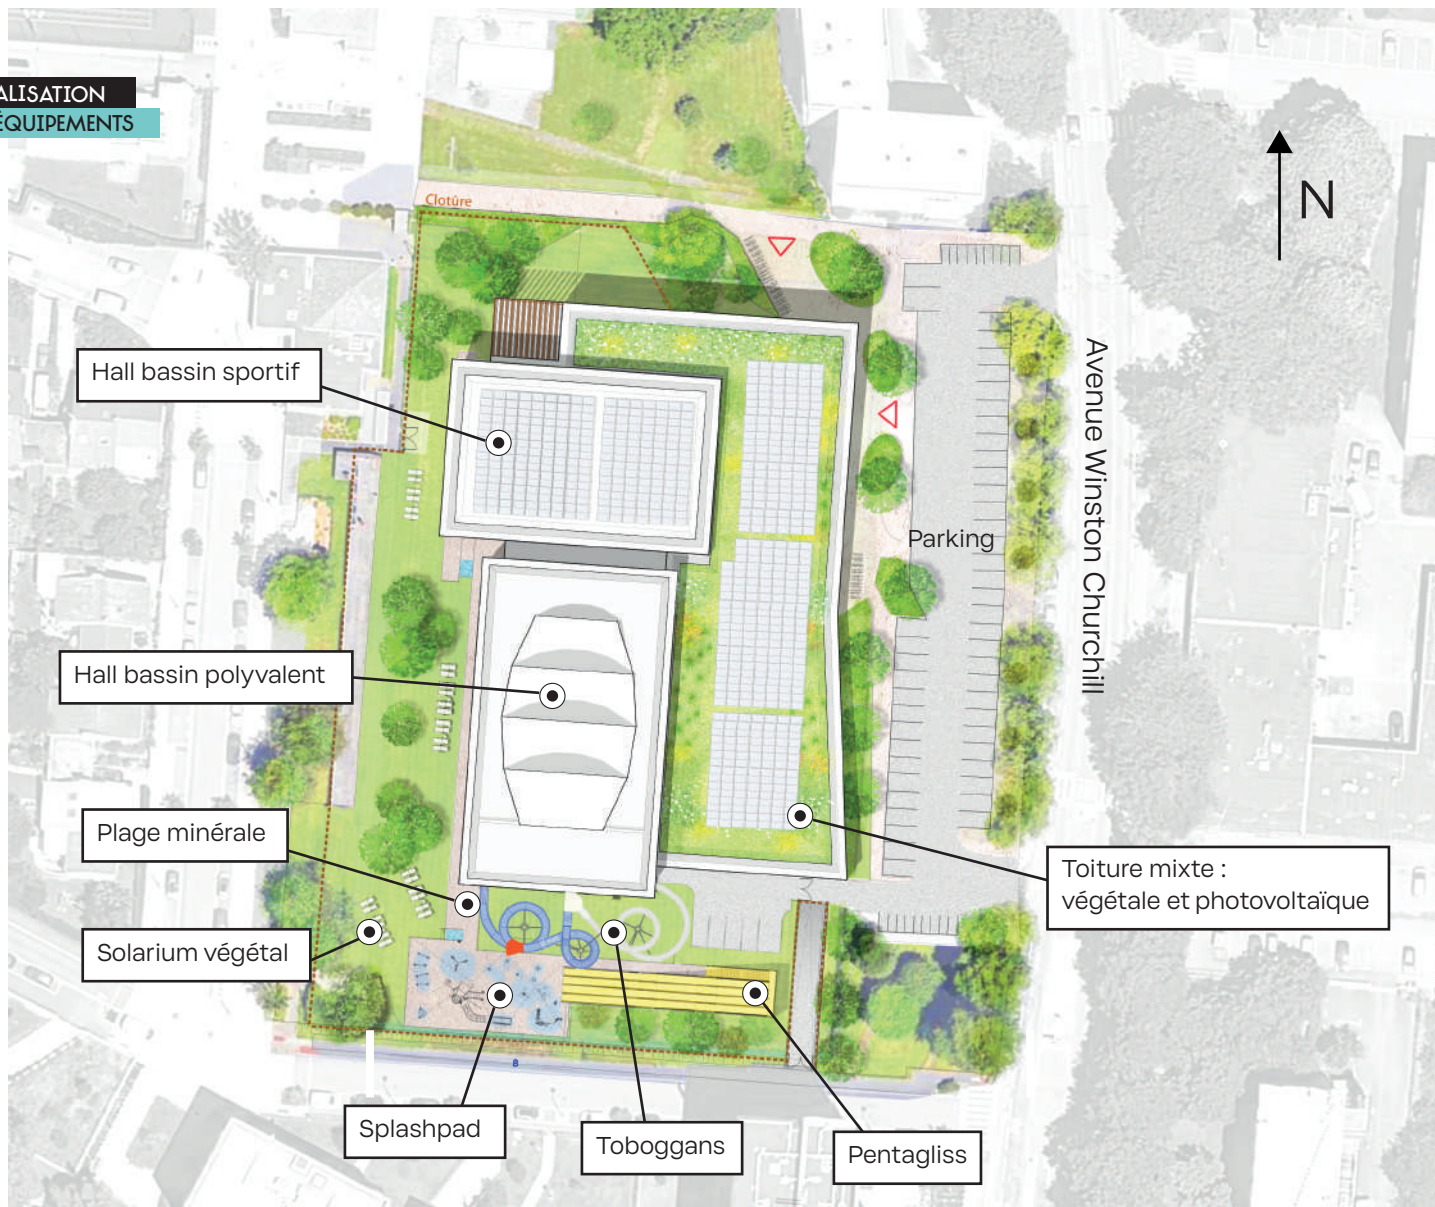 ALISATION
ÉQUIPEMENTS
Clotûre
N
Hall bassin sportif
Avenue Winston Churchill
Parking
Hall bassin polyvalent
Plage minérale
Toiture mixte :
végétale et photovoltaïque
Solarium végétal
Splashpad
Toboggans
Pentagliss